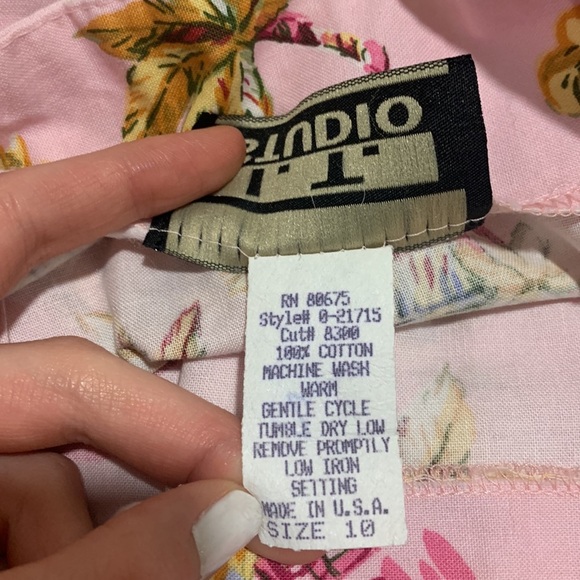 STUDIO
I.T.
RN 80675
Style# 0-21715
Cut# 8300
100% COTTON
MACHINE WASH
WARM
GENTLE CYCLE
TUMBLE DRY LOW
REMOVE PROMPTLY
LOW IRON
SETTING
MADE IN U.S.A.
SIZE 10